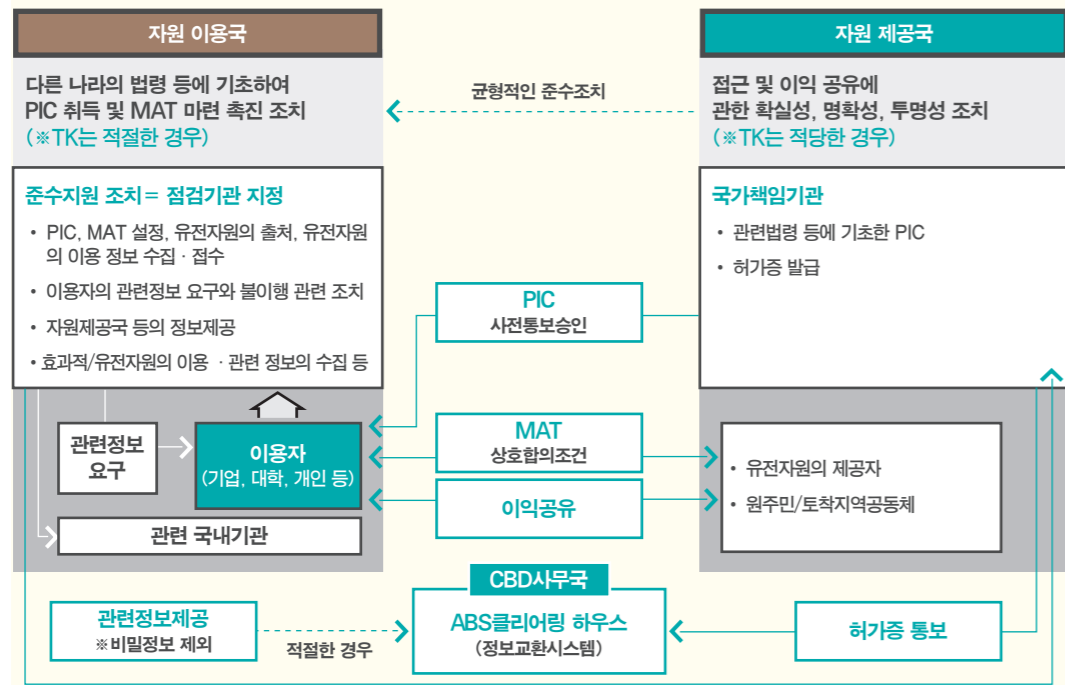 자원 이용국
다른 나라의 법령 등에 기초하여
PIC 취득 및 MAT 마련 촉진 조치
(※TK는 적절한 경우)
균형적인 준수조치
자원 제공국
접근 및 이익 공유에
관한 확실성, 명확성, 투명성 조치
(※TK는 적당한 경우)
준수지원 조치= 점검기관 지정
• PIC, MAT 설정, 유전자원의 출처, 유전자원
의 이용 정보 수집 · 접수
• 이용자의 관련정보 요구와 불이행 관련 조치
• 자원제공국 등의 정보제공
• 효과적/유전자원의 이용 · 관련 정보의 수집 등
국가책임기관
• 관련법령 등에 기초한 PIC
• 허가증 발급
PIC
사전통보승인
관련정보
요구
이용자
(기업, 대학, 개인 등)
관련 국내기관
MAT
상호합의조건
이익공유
• 유전자원의 제공자
• 원주민/토착지역공동체
관련정보제공
※비밀정보 제외
적절한 경우
CBD사무국
ABS클리어링 하우스
(정보교환시스템)
허가증 통보